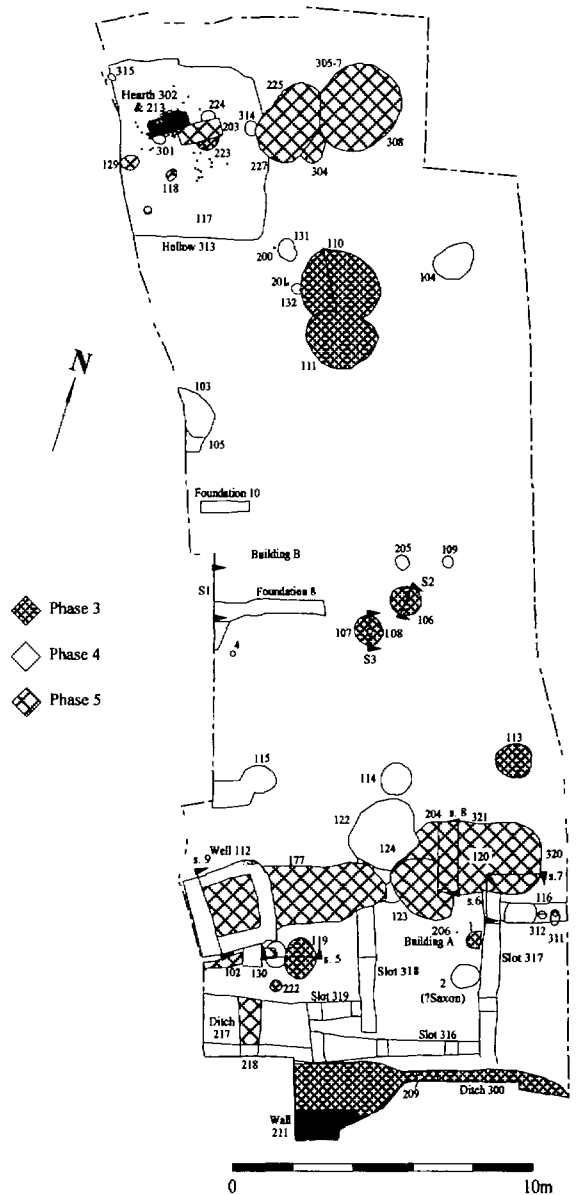 315
305-7
Hearth 302
& 213
225
224
314
203
308
301
223
129
227
304
118
117
Hollow 313
131
110
200
104
201
132
111
N
103
105
Foundation 10
205
109
Building B
S2
S1
Foundation 8
106
107
108
4
S3
Phase 3
Phase 4
Phase 5
113
115
114
122
204
s. 8
321
124
120
320
Well 112
s. 9
177
s.7
s.6
116
123
206
1
312
311
119
Building A
102
130
s. 5
Slot 318
Slot 317
2
(?Saxon)
222
Slot 319
Ditch
217
Slot 316
218
209
Ditch 300
Wall
221
0
10m